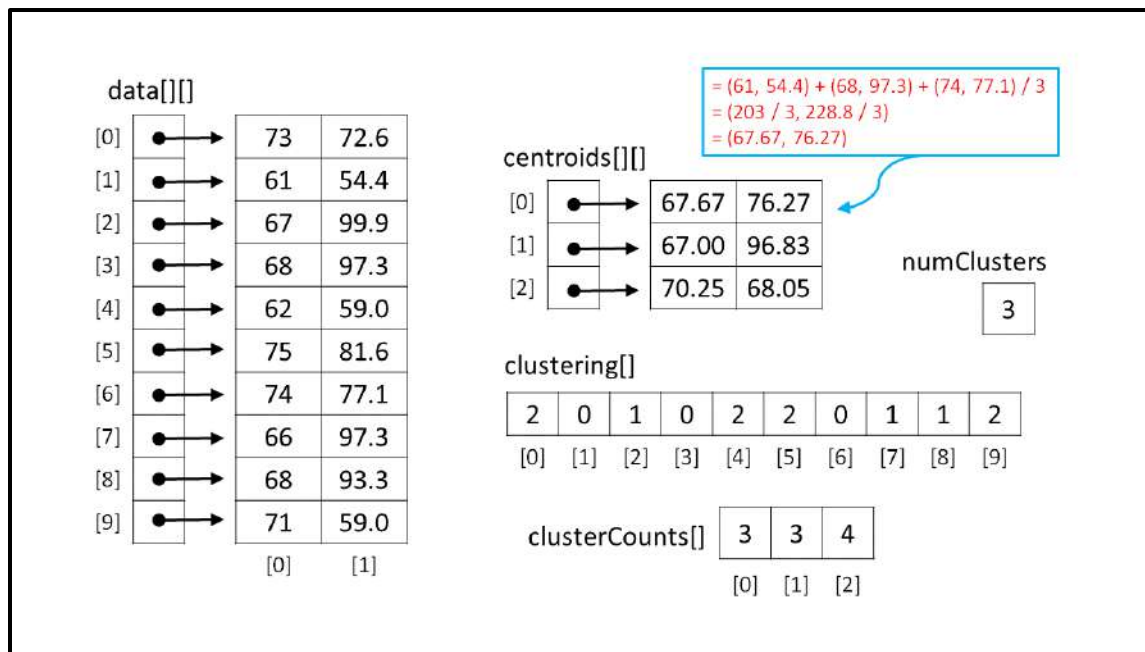 data[][]
[0] 73 72.6
[1] 61 54.4
[2] 67 99.9
[3] 68 97.3
[4] 62 59.0
[5] 75 81.6
[6] 74 77.1
[7] 66 97.3
[8] 68 93.3
[9] 71 59.0
[0] [1]
= (61, 54.4) + (68, 97.3) + (74, 77.1) / 3
= (203 / 3, 228.8 / 3)
= (67.67, 76.27)
centroids[][]
[0] 67.67 76.27
[1] 67.00 96.83
[2] 70.25 68.05
numClusters
3
clustering[]
2 0 1 0 2 2 0 1 1 2
[0] [1] [2] [3] [4] [5] [6] [7] [8] [9]
clusterCounts[] 3 3 4
[0] [1] [2]